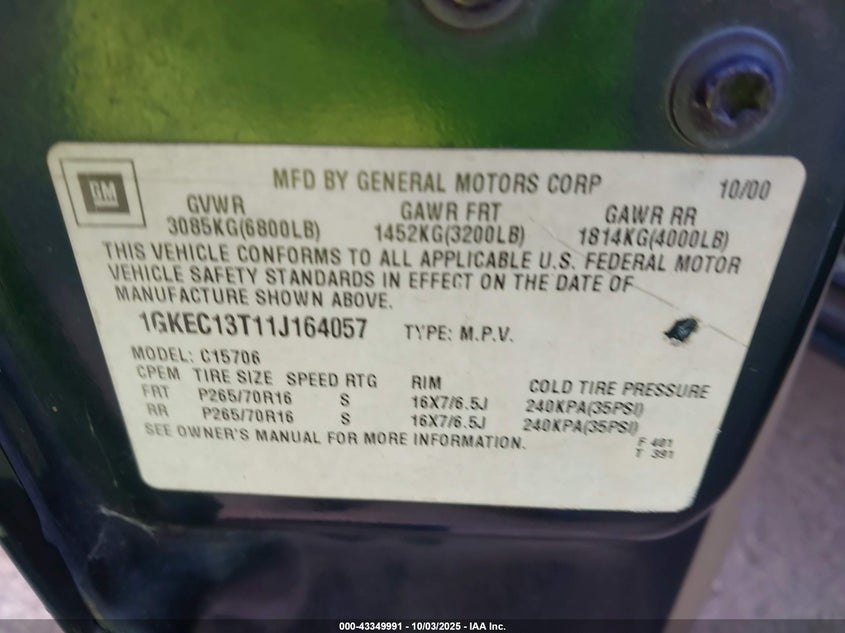 GM
MFD BY GENERAL MOTORS CORP 10/00
GVWR GAWR FRT GAWR RR
3085KG(6800LB) 1452KG(3200LB) 1814KG(4000LB)
THIS VEHICLE CONFORMS TO ALL APPLICABLE U.S. FEDERAL MOTOR
VEHICLE SAFETY STANDARDS IN EFFECT ON THE DATE OF
MANUFACTURE SHOWN ABOVE.
1GKEC13T11J164057 TYPE: M.P.V.
MODEL: C15706
CPEM TIRE SIZE SPEED RTG RIM COLD TIRE PRESSURE
FRT P265/70R16 S 16X7/6.5J 240KPA(35PSI)
RR P265/70R16 S 16X7/6.5J 240KPA(35PSI)
SEE OWNER'S MANUAL FOR MORE INFORMATION.
F 481
T 391
000-43349991 - 10/03/2025 - IAA Inc.